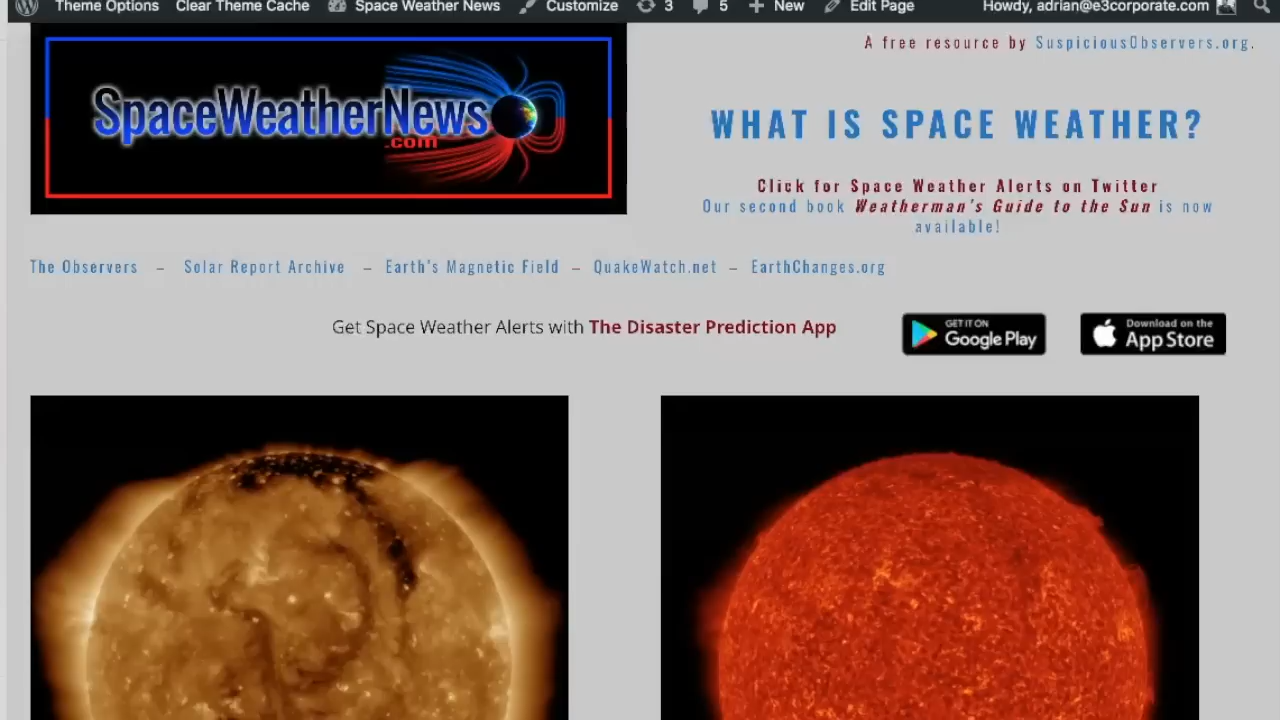 Theme Options Clear Theme Cache Space Weather News Customize 3 5 New Edit Page Howdy, adrian@e3corporate.com
A free resource by SuspiciousObservers.org.
SpaceWeatherNews
.com
WHAT IS SPACE WEATHER?
Click for Space Weather Alerts on Twitter
Our second book Weatherman's Guide to the Sun is now
available!
The Observers – Solar Report Archive – Earth's Magnetic Field – QuakeWatch.net – EarthChanges.org
Get Space Weather Alerts with The Disaster Prediction App
GET IT ON
Google Play
Download on the
App Store